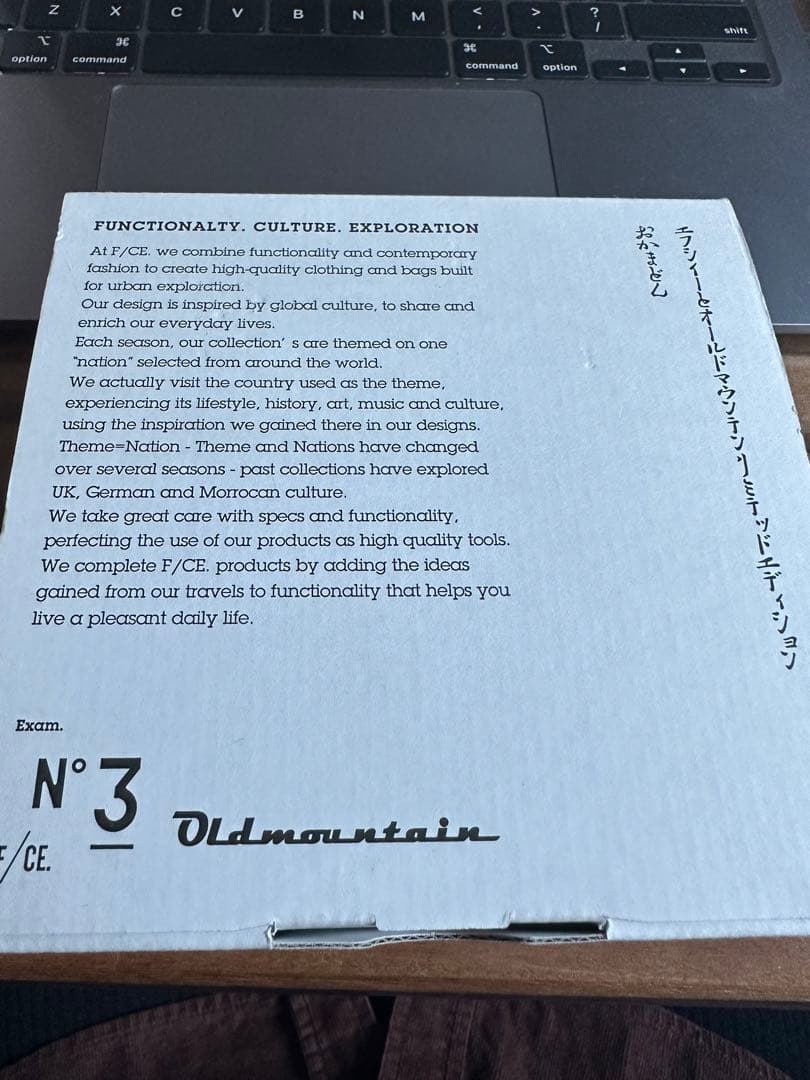 Z X C V B N M < , > . ? / shift
option ⌘ command ⌘ command option
FUNCTIONALTY. CULTURE. EXPLORATION
At F/CE. we combine functionality and contemporary
fashion to create high-quality clothing and bags built
for urban exploration.
Our design is inspired by global culture, to share and
enrich our everyday lives.
Each season, our collection's are themed on one
"nation" selected from around the world.
We actually visit the country used as the theme,
experiencing its lifestyle, history, art, music and culture,
using the inspiration we gained there in our designs.
Theme=Nation - Theme and Nations have changed
over several seasons - past collections have explored
UK, German and Morrocan culture.
We take great care with specs and functionality,
perfecting the use of our products as high quality tools.
We complete F/CE. products by adding the ideas
gained from our travels to functionality that helps you
live a pleasant daily life.
エフシィーとオールドマウンテンリミテッドエディション
おかまどん
Exam.
N° 3
F/CE.
Oldmountain